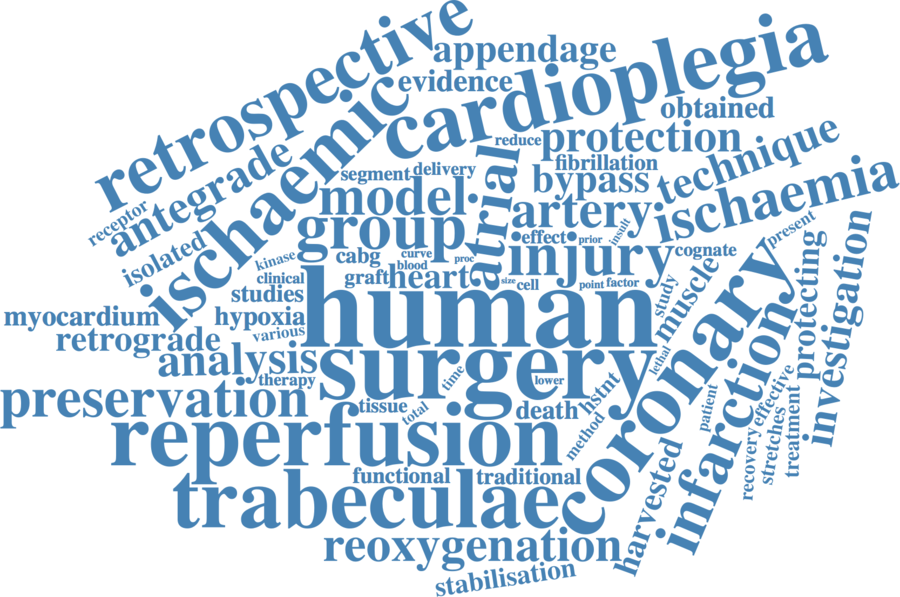 retrospective
appendage
cardioplegia
evidence
ischaemic
obtained
reduce
protection
antegrade
technique
fibrillation
segment
delivery
bypass
atrial
model
ischaemia
receptor
artery
group
isolated
insult
effect
prior
present
injury
cognate
kinase
cabg
curve
blood
proc
heart
graft
clinical
size
cell
point
factor
studies
human
study
muscle
coronary
protecting
investigation
myocardium
hypoxia
various
retrograde
analysis
surgery
lethal
therapy
time
lower
infarction
preservation
tissue
total
death
hstnt
method
patient
reperfusion
recovery
effective
stretches
treatment
functional
traditional
trabeculae
harvested
reoxygenation
stabilisation